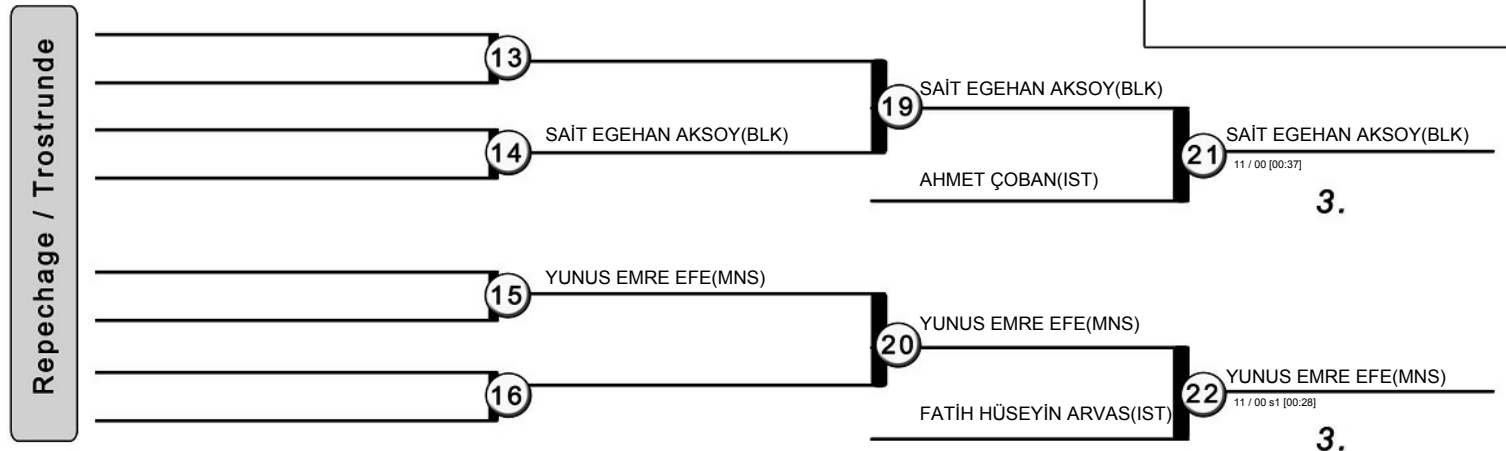 Repechage / Trostrunde
13
14
SAİT EGEHAN AKSOY(BLK)
19
SAİT EGEHAN AKSOY(BLK)
AHMET ÇOBAN(IST)
21
SAİT EGEHAN AKSOY(BLK)
11 / 00 [00:37]
3.
15
YUNUS EMRE EFE(MNS)
16
20
YUNUS EMRE EFE(MNS)
FATİH HÜSEYİN ARVAS(IST)
22
YUNUS EMRE EFE(MNS)
11 / 00 s1 [00:28]
3.